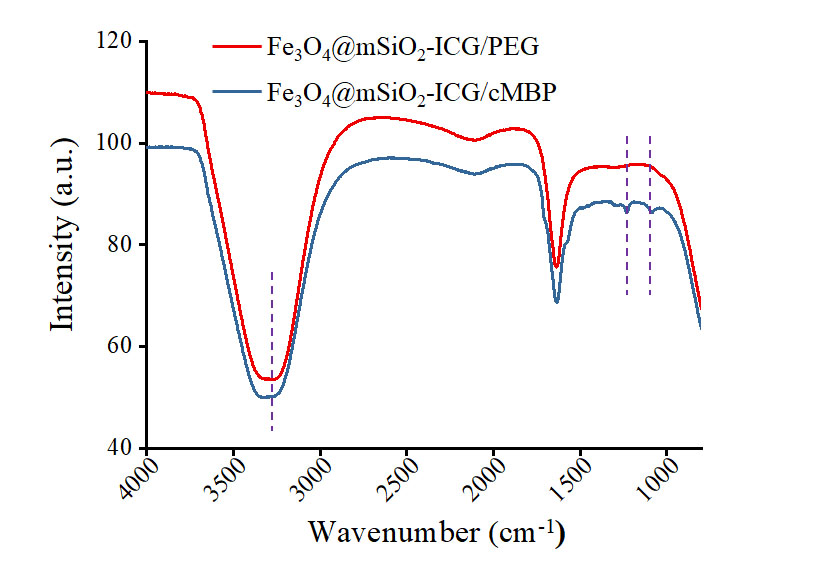 120
Fe₃O₄@mSiO₂-ICG/PEG
Fe₃O₄@mSiO₂-ICG/cMBP
100
80
60
40
Intensity (a.u.)
4000 3500 3000 2500 2000 1500 1000
Wavenumber (cm⁻¹)